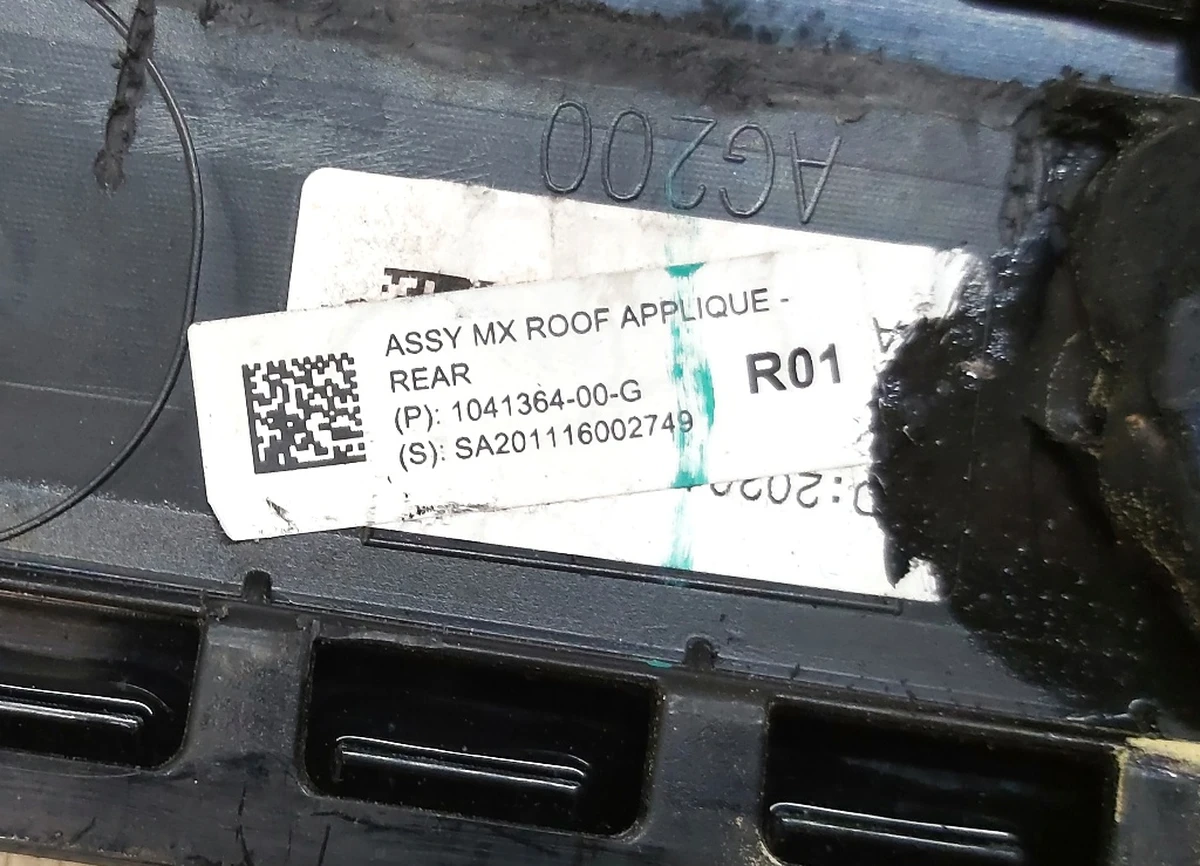 AG200
ASSY MX ROOF APPLIQUE -
REAR
(P): 1041364-00-G
(S): SA201116002749
R01